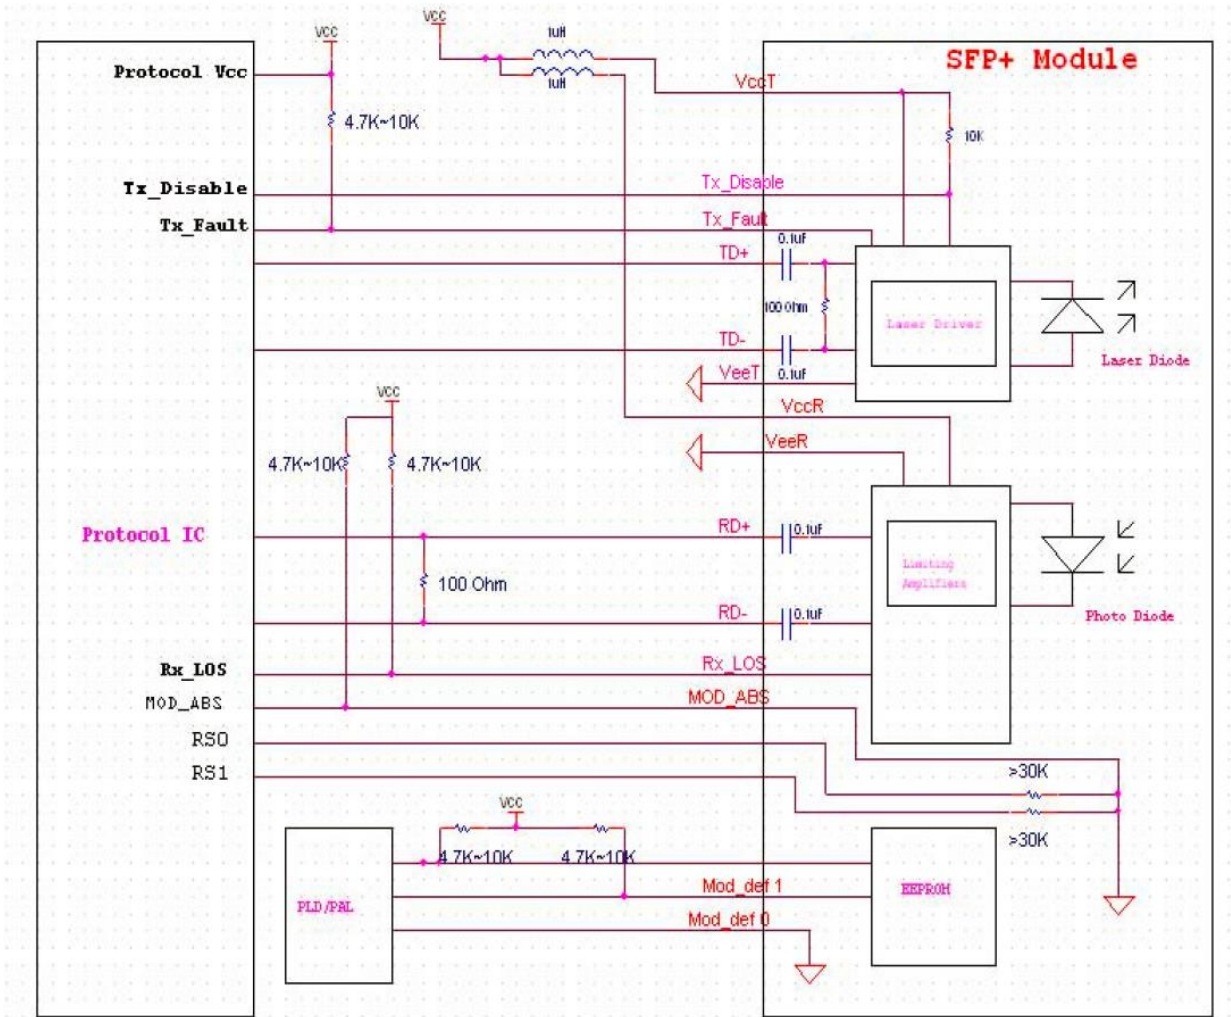 Vcc
Vcc
1uH
1uH
SFP+ Module
Protocol Vcc
VccT
4.7K~10K
10K
Tx_Disable
Tx_Disable
Tx_Fault
Tx_Fault
0.1uF
TD+
100 Ohm
Laser Driver
TD-
Laser Diode
VeeT
0.1uF
Vcc
VccR
VeeR
4.7K~10K
4.7K~10K
Protocol IC
RD+
0.1uF
Limiting
Amplifiers
100 Ohm
RD-
0.1uF
Photo Diode
Rx_LOS
Rx_LOS
MOD_ABS
MOD_ABS
RS0
RS1
>30K
Vcc
>30K
4.7K~10K
4.7K~10K
Mod_def 1
EEPROM
PLD/PAL
Mod_def 0